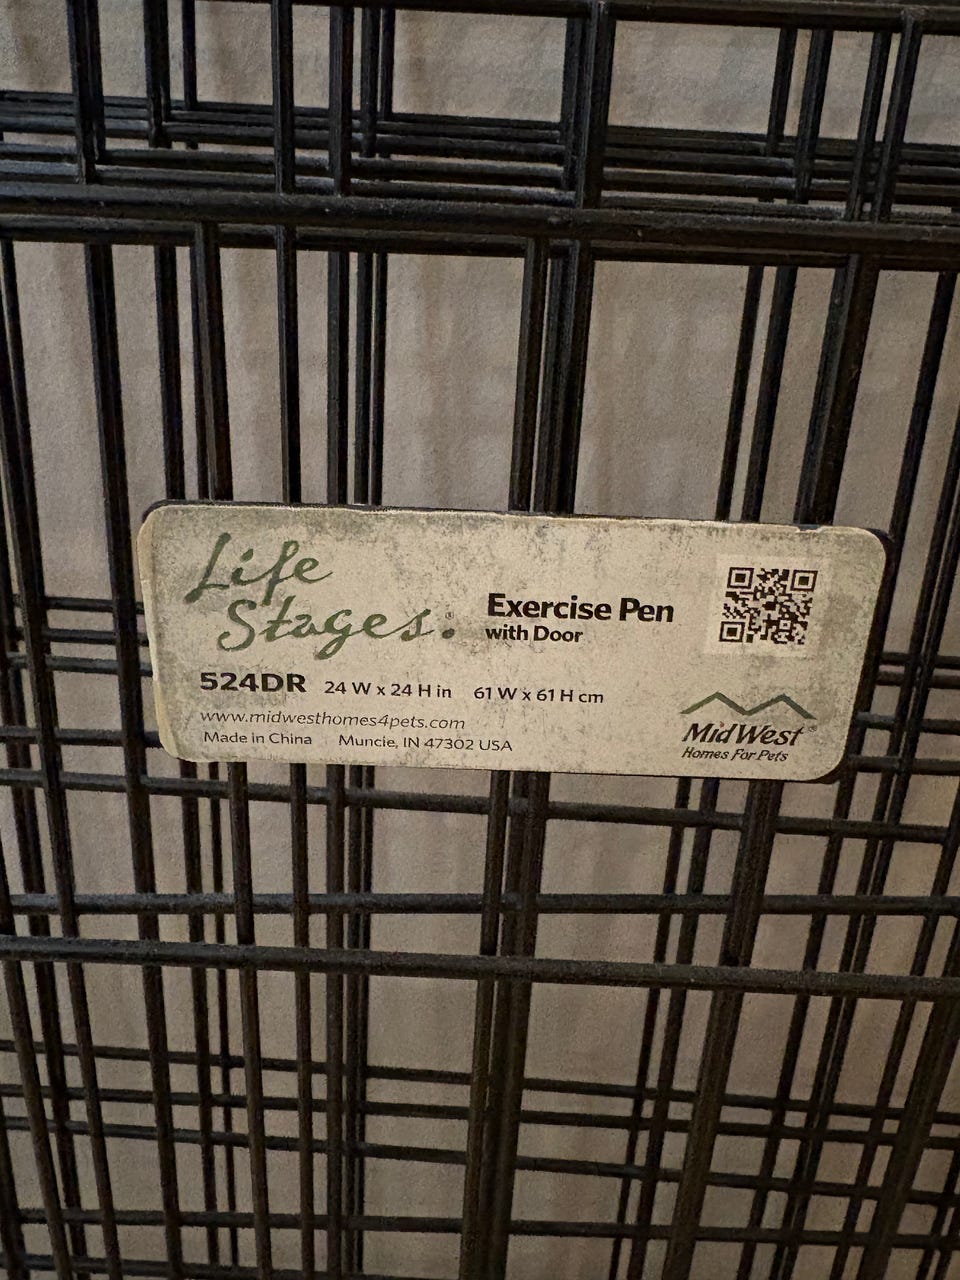 Life
Stages®
Exercise Pen
with Door
524DR 24 W x 24 H in 61 W x 61 H cm
www.midwesthomes4pets.com
Made in China Muncie, IN 47302 USA
MidWest®
Homes For Pets